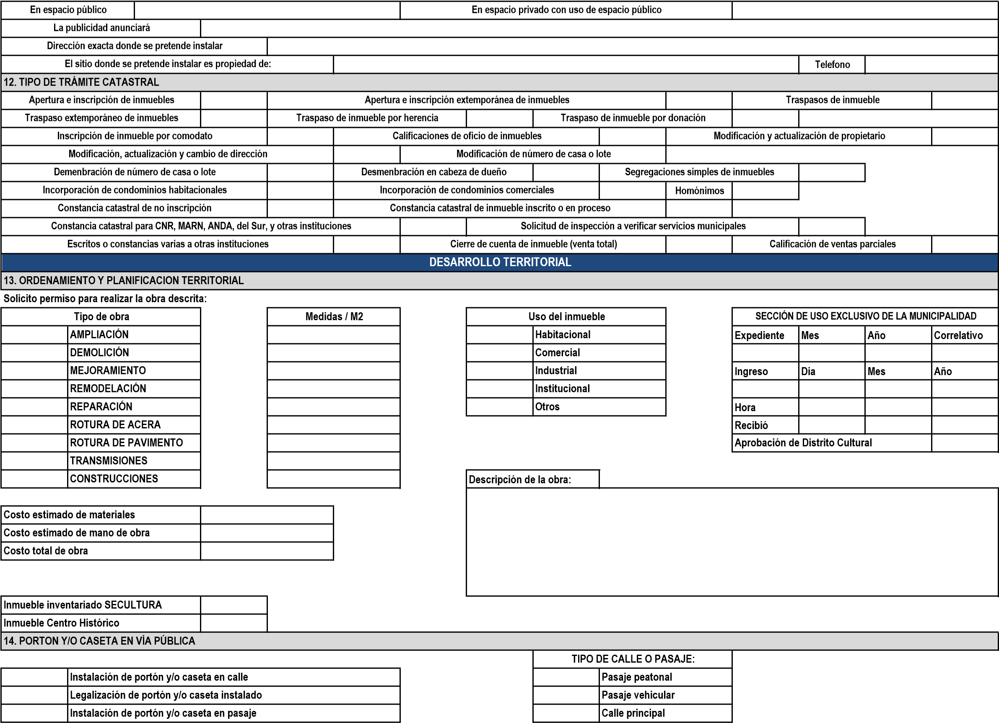 En espacio público En espacio privado con uso de espacio público
La publicidad anunciará
Dirección exacta donde se pretende instalar
El sitio donde se pretende instalar es propiedad de: Telefono
12. TIPO DE TRÁMITE CATASTRAL
Apertura e inscripción de inmuebles Apertura e inscripción extemporánea de inmuebles Traspasos de inmueble
Traspaso extemporáneo de inmuebles Traspaso de inmueble por herencia Traspaso de inmueble por donación
Inscripción de inmueble por comodato Calificaciones de oficio de inmuebles Modificación y actualización de propietario
Modificación, actualización y cambio de dirección Modificación de número de casa o lote
Demenbración de número de casa o lote Desmenbración en cabeza de dueño Segregaciones simples de inmuebles
Incorporación de condominios habitacionales Incorporación de condominios comerciales Homónimos
Constancia catastral de no inscripción Constancia catastral de inmueble inscrito o en proceso
Constancia catastral para CNR, MARN, ANDA, del Sur, y otras instituciones Solicitud de inspección a verificar servicios municipales
Escritos o constancias varias a otras instituciones Cierre de cuenta de inmueble (venta total) Calificación de ventas parciales
DESARROLLO TERRITORIAL
13. ORDENAMIENTO Y PLANIFICACION TERRITORIAL
Solicito permiso para realizar la obra descrita:
Tipo de obra Medidas / M2 Uso del inmueble SECCIÓN DE USO EXCLUSIVO DE LA MUNICIPALIDAD
AMPLIACIÓN Habitacional Expediente Mes Año Correlativo
DEMOLICIÓN Comercial
MEJORAMIENTO Industrial Ingreso Dia Mes Año
REMODELACIÓN Institucional
REPARACIÓN Otros Hora
ROTURA DE ACERA Recibió
ROTURA DE PAVIMENTO Aprobación de Distrito Cultural
TRANSMISIONES
CONSTRUCCIONES Descripción de la obra:
Costo estimado de materiales
Costo estimado de mano de obra
Costo total de obra
Inmueble inventariado SECULTURA
Inmueble Centro Histórico
14. PORTON Y/O CASETA EN VÍA PÚBLICA
TIPO DE CALLE O PASAJE:
Instalación de portón y/o caseta en calle Pasaje peatonal
Legalización de portón y/o caseta instalado Pasaje vehicular
Instalación de portón y/o caseta en pasaje Calle principal